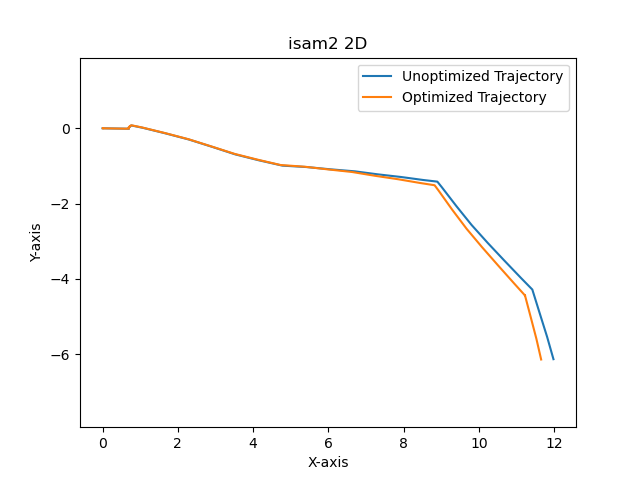 isam2 2D
Unoptimized Trajectory
Optimized Trajectory
Y-axis
0
−2
−4
−6
0 2 4 6 8 10 12
X-axis